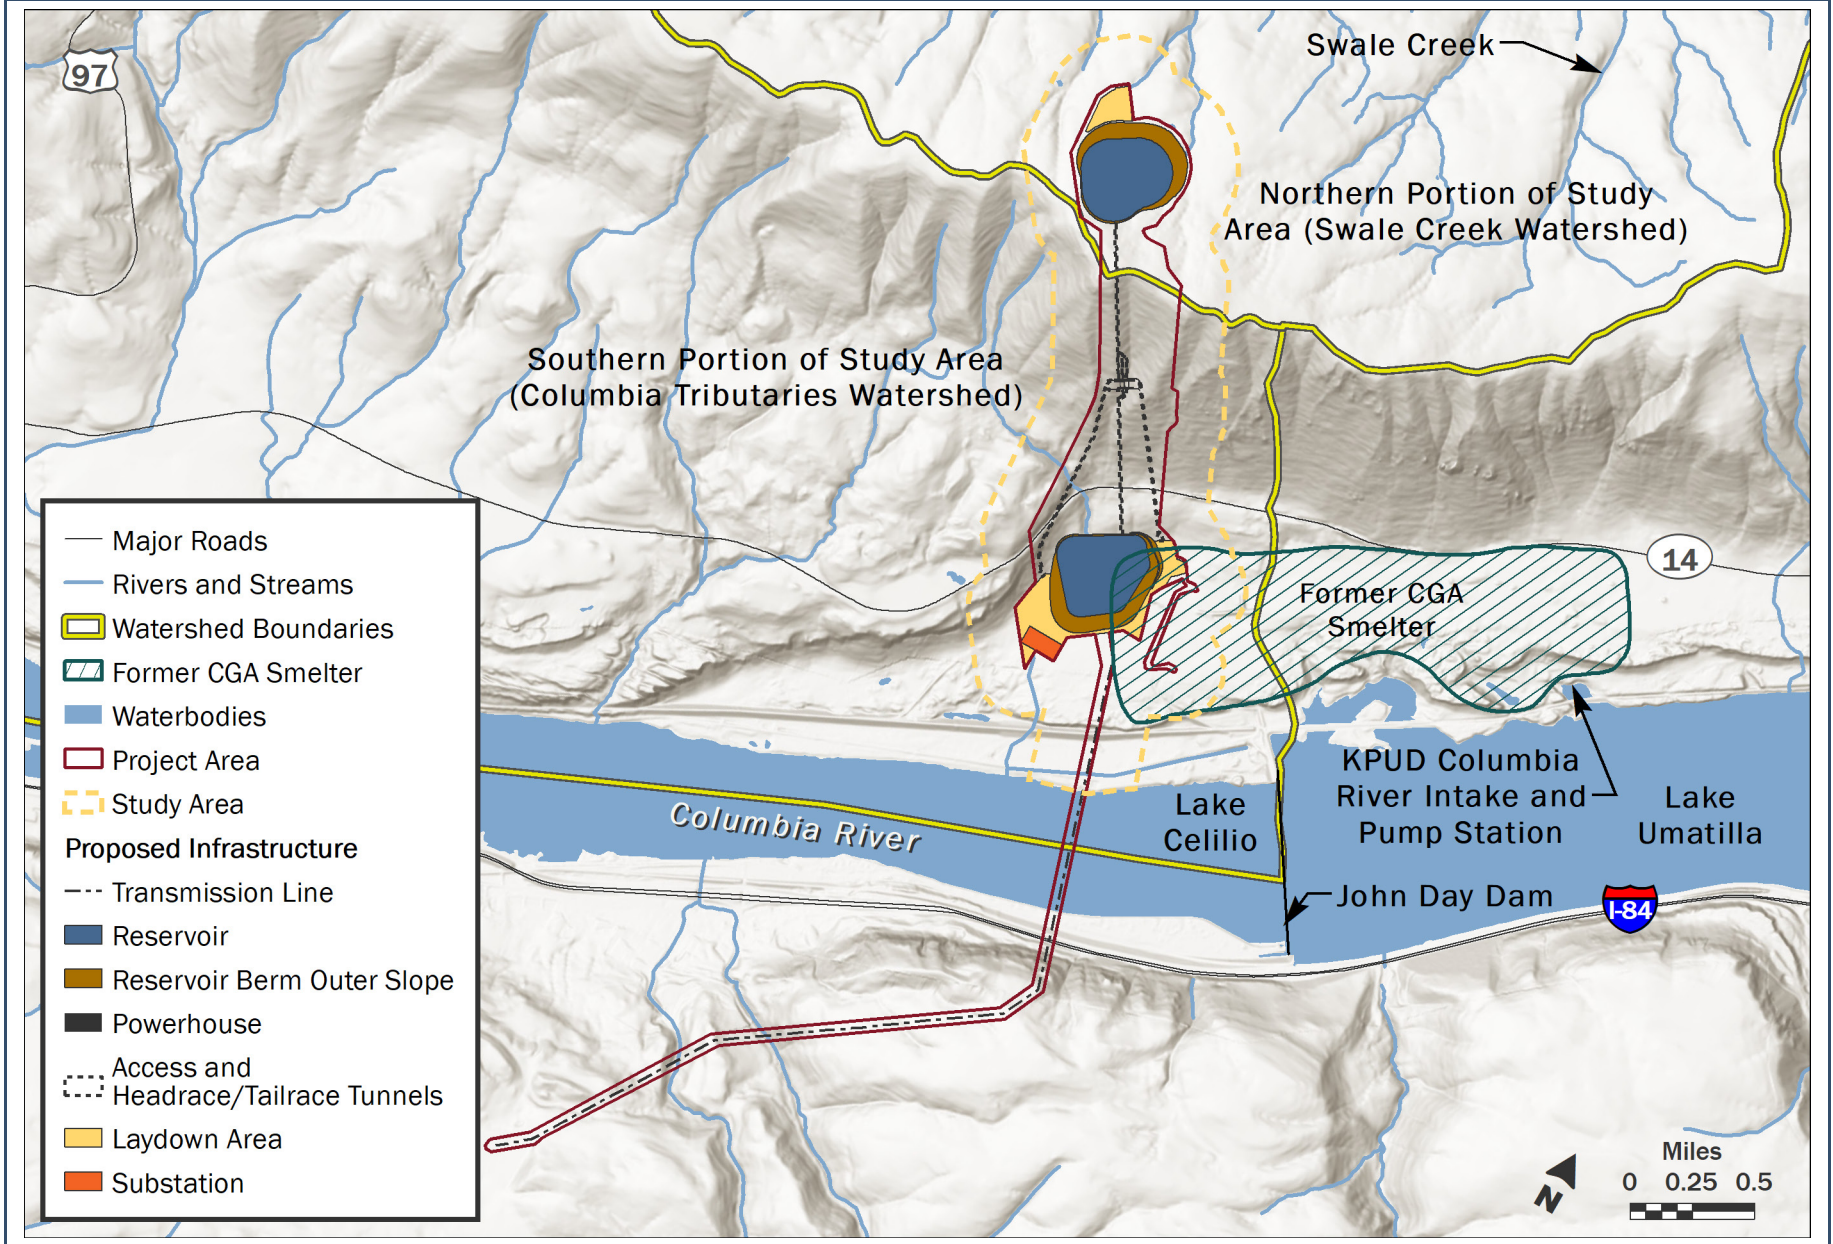 97
Swale Creek
Northern Portion of Study
Area (Swale Creek Watershed)
Southern Portion of Study Area
(Columbia Tributaries Watershed)
14
Former CGA
Smelter
KPUD Columbia
River Intake and
Pump Station
Lake
Celilio
Lake
Umatilla
Columbia River
John Day Dam
I-84
Major Roads
Rivers and Streams
Watershed Boundaries
Former CGA Smelter
Waterbodies
Project Area
Study Area
Proposed Infrastructure
Transmission Line
Reservoir
Reservoir Berm Outer Slope
Powerhouse
Access and
Headrace/Tailrace Tunnels
Laydown Area
Substation
N
Miles
0 0.25 0.5